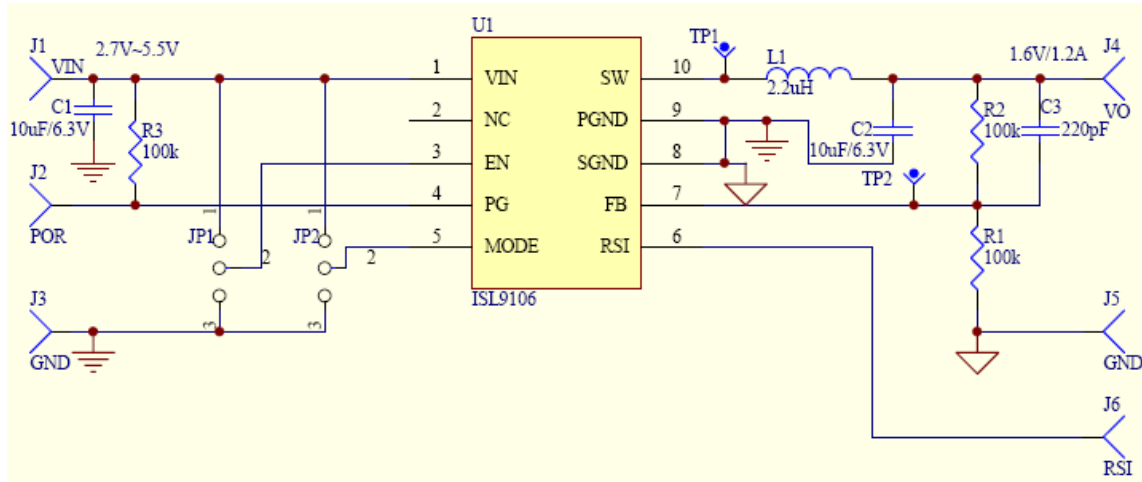 U1
J1
VIN
2.7V~5.5V
C1
10uF/6.3V
R3
100k
J2
POR
JP1
1
2
3
JP2
1
2
3
J3
GND
1
VIN
2
NC
3
EN
4
PG
5
MODE
SW
10
PGND
9
SGND
8
FB
7
RSI
6
ISL9106
TP1
L1
2.2uH
1.6V/1.2A
J4
VO
C2
10uF/6.3V
R2
100k
C3
220pF
TP2
R1
100k
J5
GND
J6
RSI